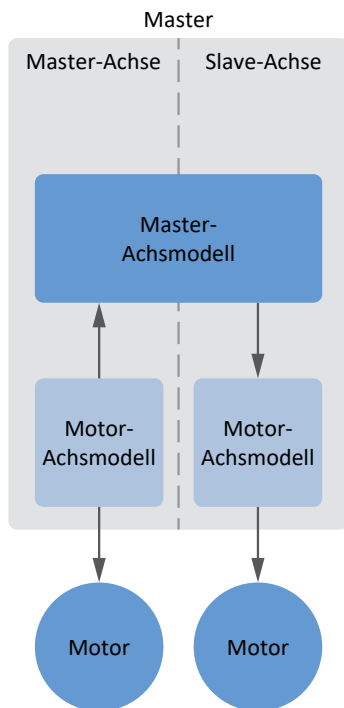 Master
Master-Achse
Slave-Achse
Master-
Achsmodell
Motor-
Achsmodell
Motor-
Achsmodell
Motor
Motor